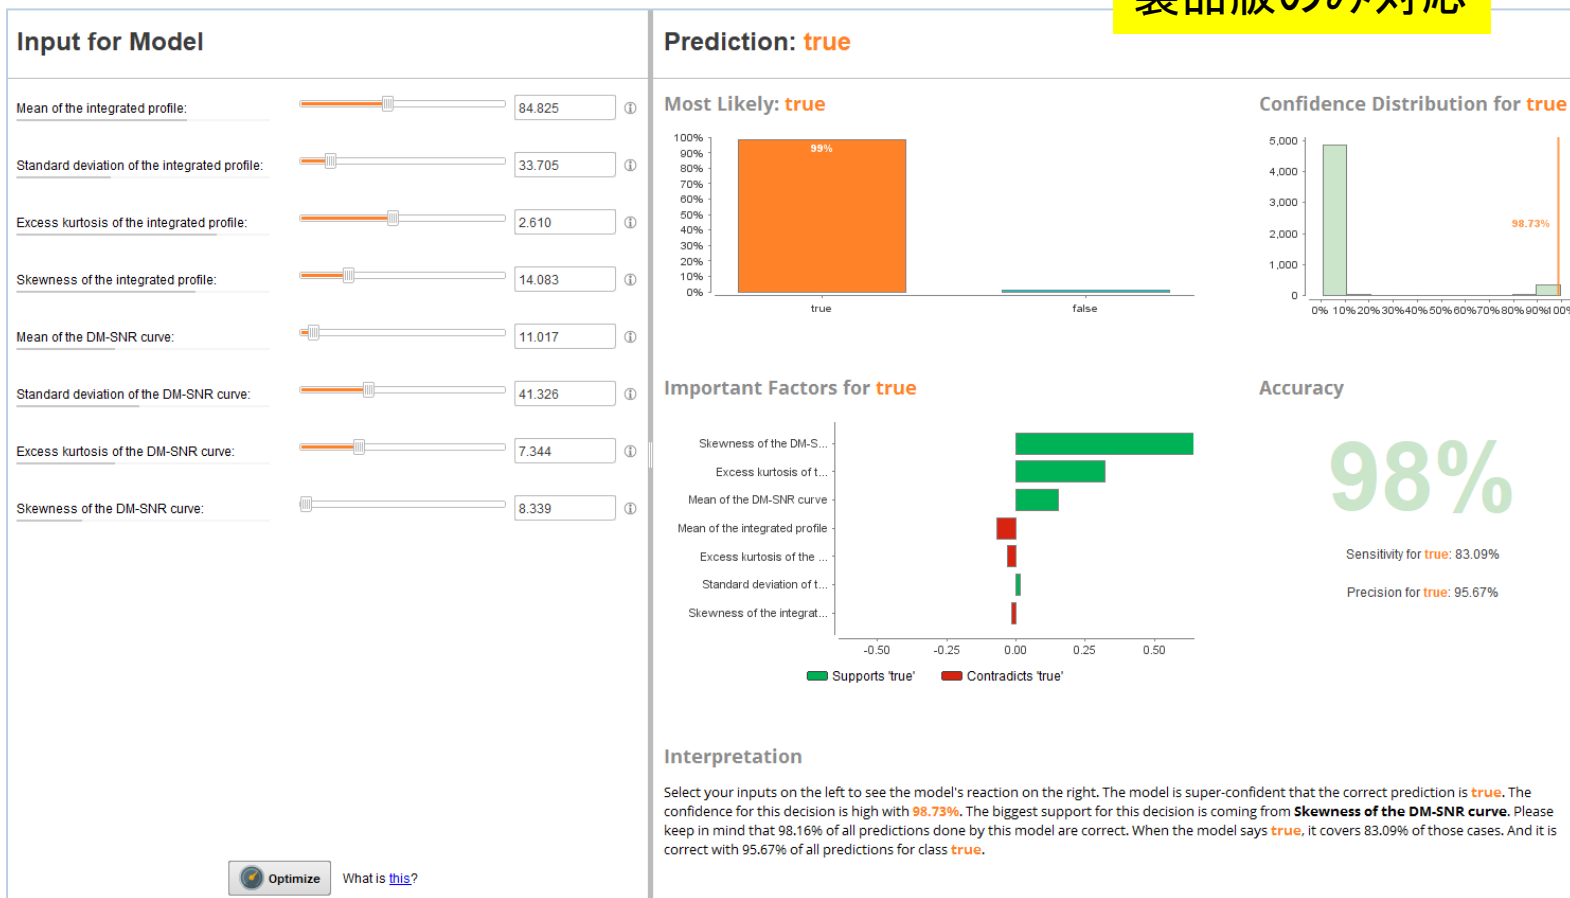 製品版のみ対応
Input for Model
Mean of the integrated profile:
84.825
Standard deviation of the integrated profile:
33.705
Excess kurtosis of the integrated profile:
2.610
Skewness of the integrated profile:
14.083
Mean of the DM-SNR curve:
11.017
Standard deviation of the DM-SNR curve:
41.326
Excess kurtosis of the DM-SNR curve:
7.344
Skewness of the DM-SNR curve:
8.339
Optimize
What is this?
Prediction: true
Most Likely: true
100%
90%
80%
70%
60%
50%
40%
30%
20%
10%
0%
99%
true
false
Confidence Distribution for true
5,000
4,000
3,000
2,000
1,000
0
98.73%
0% 10% 20% 30% 40% 50% 60% 70% 80% 90% 100%
Important Factors for true
Skewness of the DM-S...
Excess kurtosis of t...
Mean of the DM-SNR curve
Mean of the integrated profile
Excess kurtosis of the ...
Standard deviation of t...
Skewness of the integrat...
-0.50 -0.25 0.00 0.25 0.50
Supports 'true' Contradicts 'true'
Accuracy
98%
Sensitivity for true: 83.09%
Precision for true: 95.67%
Interpretation
Select your inputs on the left to see the model's reaction on the right. The model is super-confident that the correct prediction is true. The
confidence for this decision is high with 98.73%. The biggest support for this decision is coming from Skewness of the DM-SNR curve. Please
keep in mind that 98.16% of all predictions done by this model are correct. When the model says true, it covers 83.09% of those cases. And it is
correct with 95.67% of all predictions for class true.